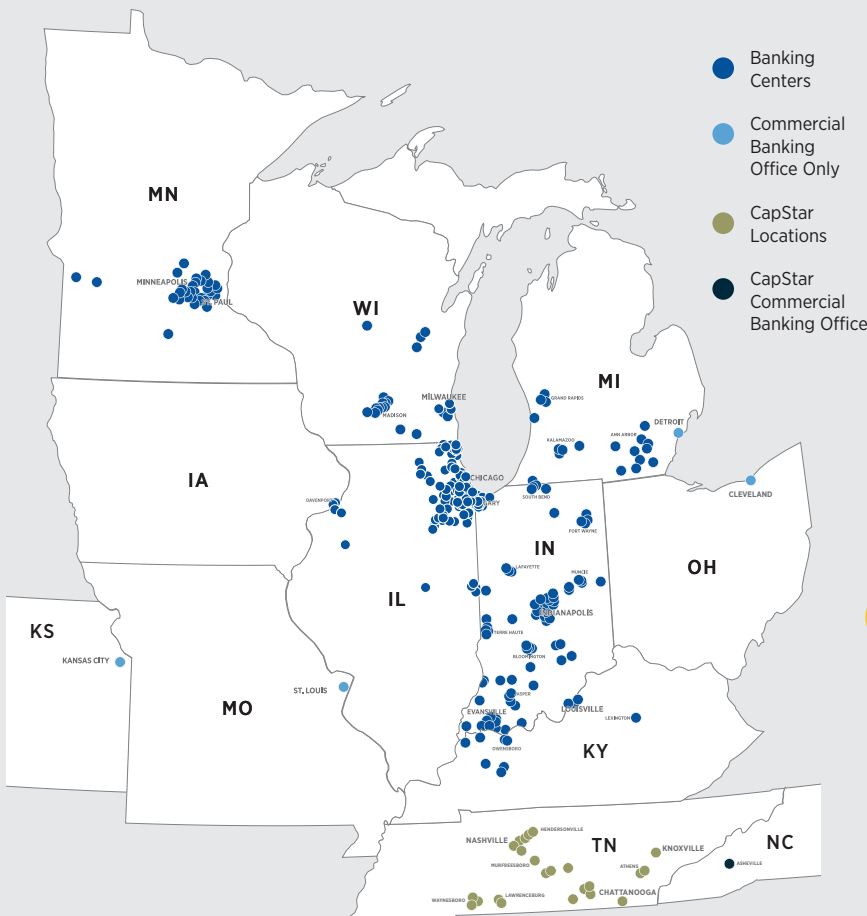 Banking
Centers
Commercial
Banking
Office Only
CapStar
Locations
CapStar
Commercial
Banking Office
MN
MINNEAPOLIS
ST. PAUL
WI
MILWAUKEE
MADISON
MI
GRAND RAPIDS
DETROIT
ANN ARBOR
KALAMAZOO
IA
DAVENPORT
CHICAGO
GARY
SOUTH BEND
CLEVELAND
FORT WAYNE
IN
LAFAYETTE
MUNCIE
OH
IL
INDIANAPOLIS
KS
TERRE HAUTE
BLOOMINGTON
KANSAS CITY
ST. LOUIS
MO
JASPER
EVANSVILLE
LOUISVILLE
LEXINGTON
OWENSBORO
KY
HENDERSONVILLE
NASHVILLE
TN
KNOXVILLE
NC
MURFREESBORO
ATHENS
ASHEVILLE
WAYNESBORO
LAWRENCEBURG
CHATTANOOGA